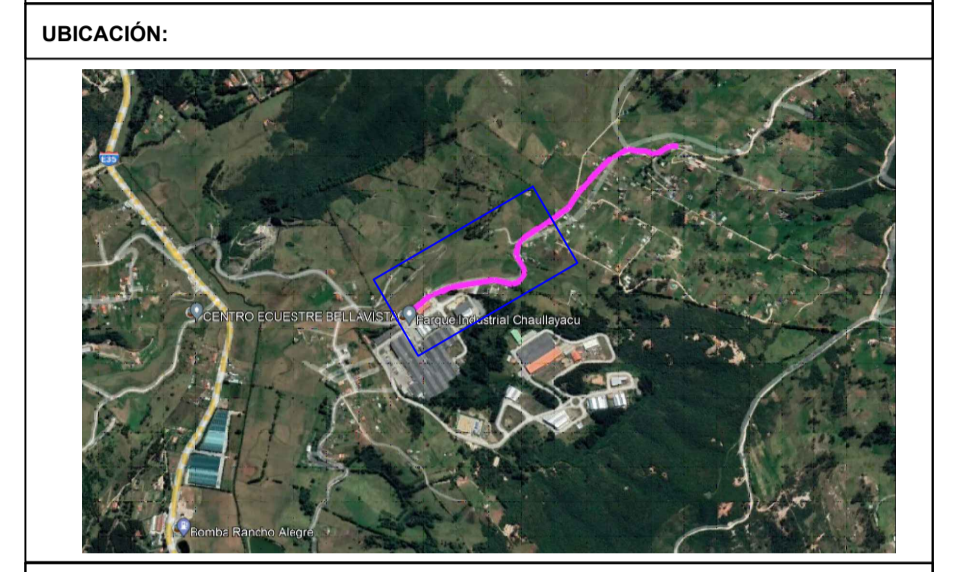 UBICACIÓN:
E35
CENTRO ECUESTRE BELLAVISTA
Parque Industrial Chaullayacu
Bomba Rancho Alegre